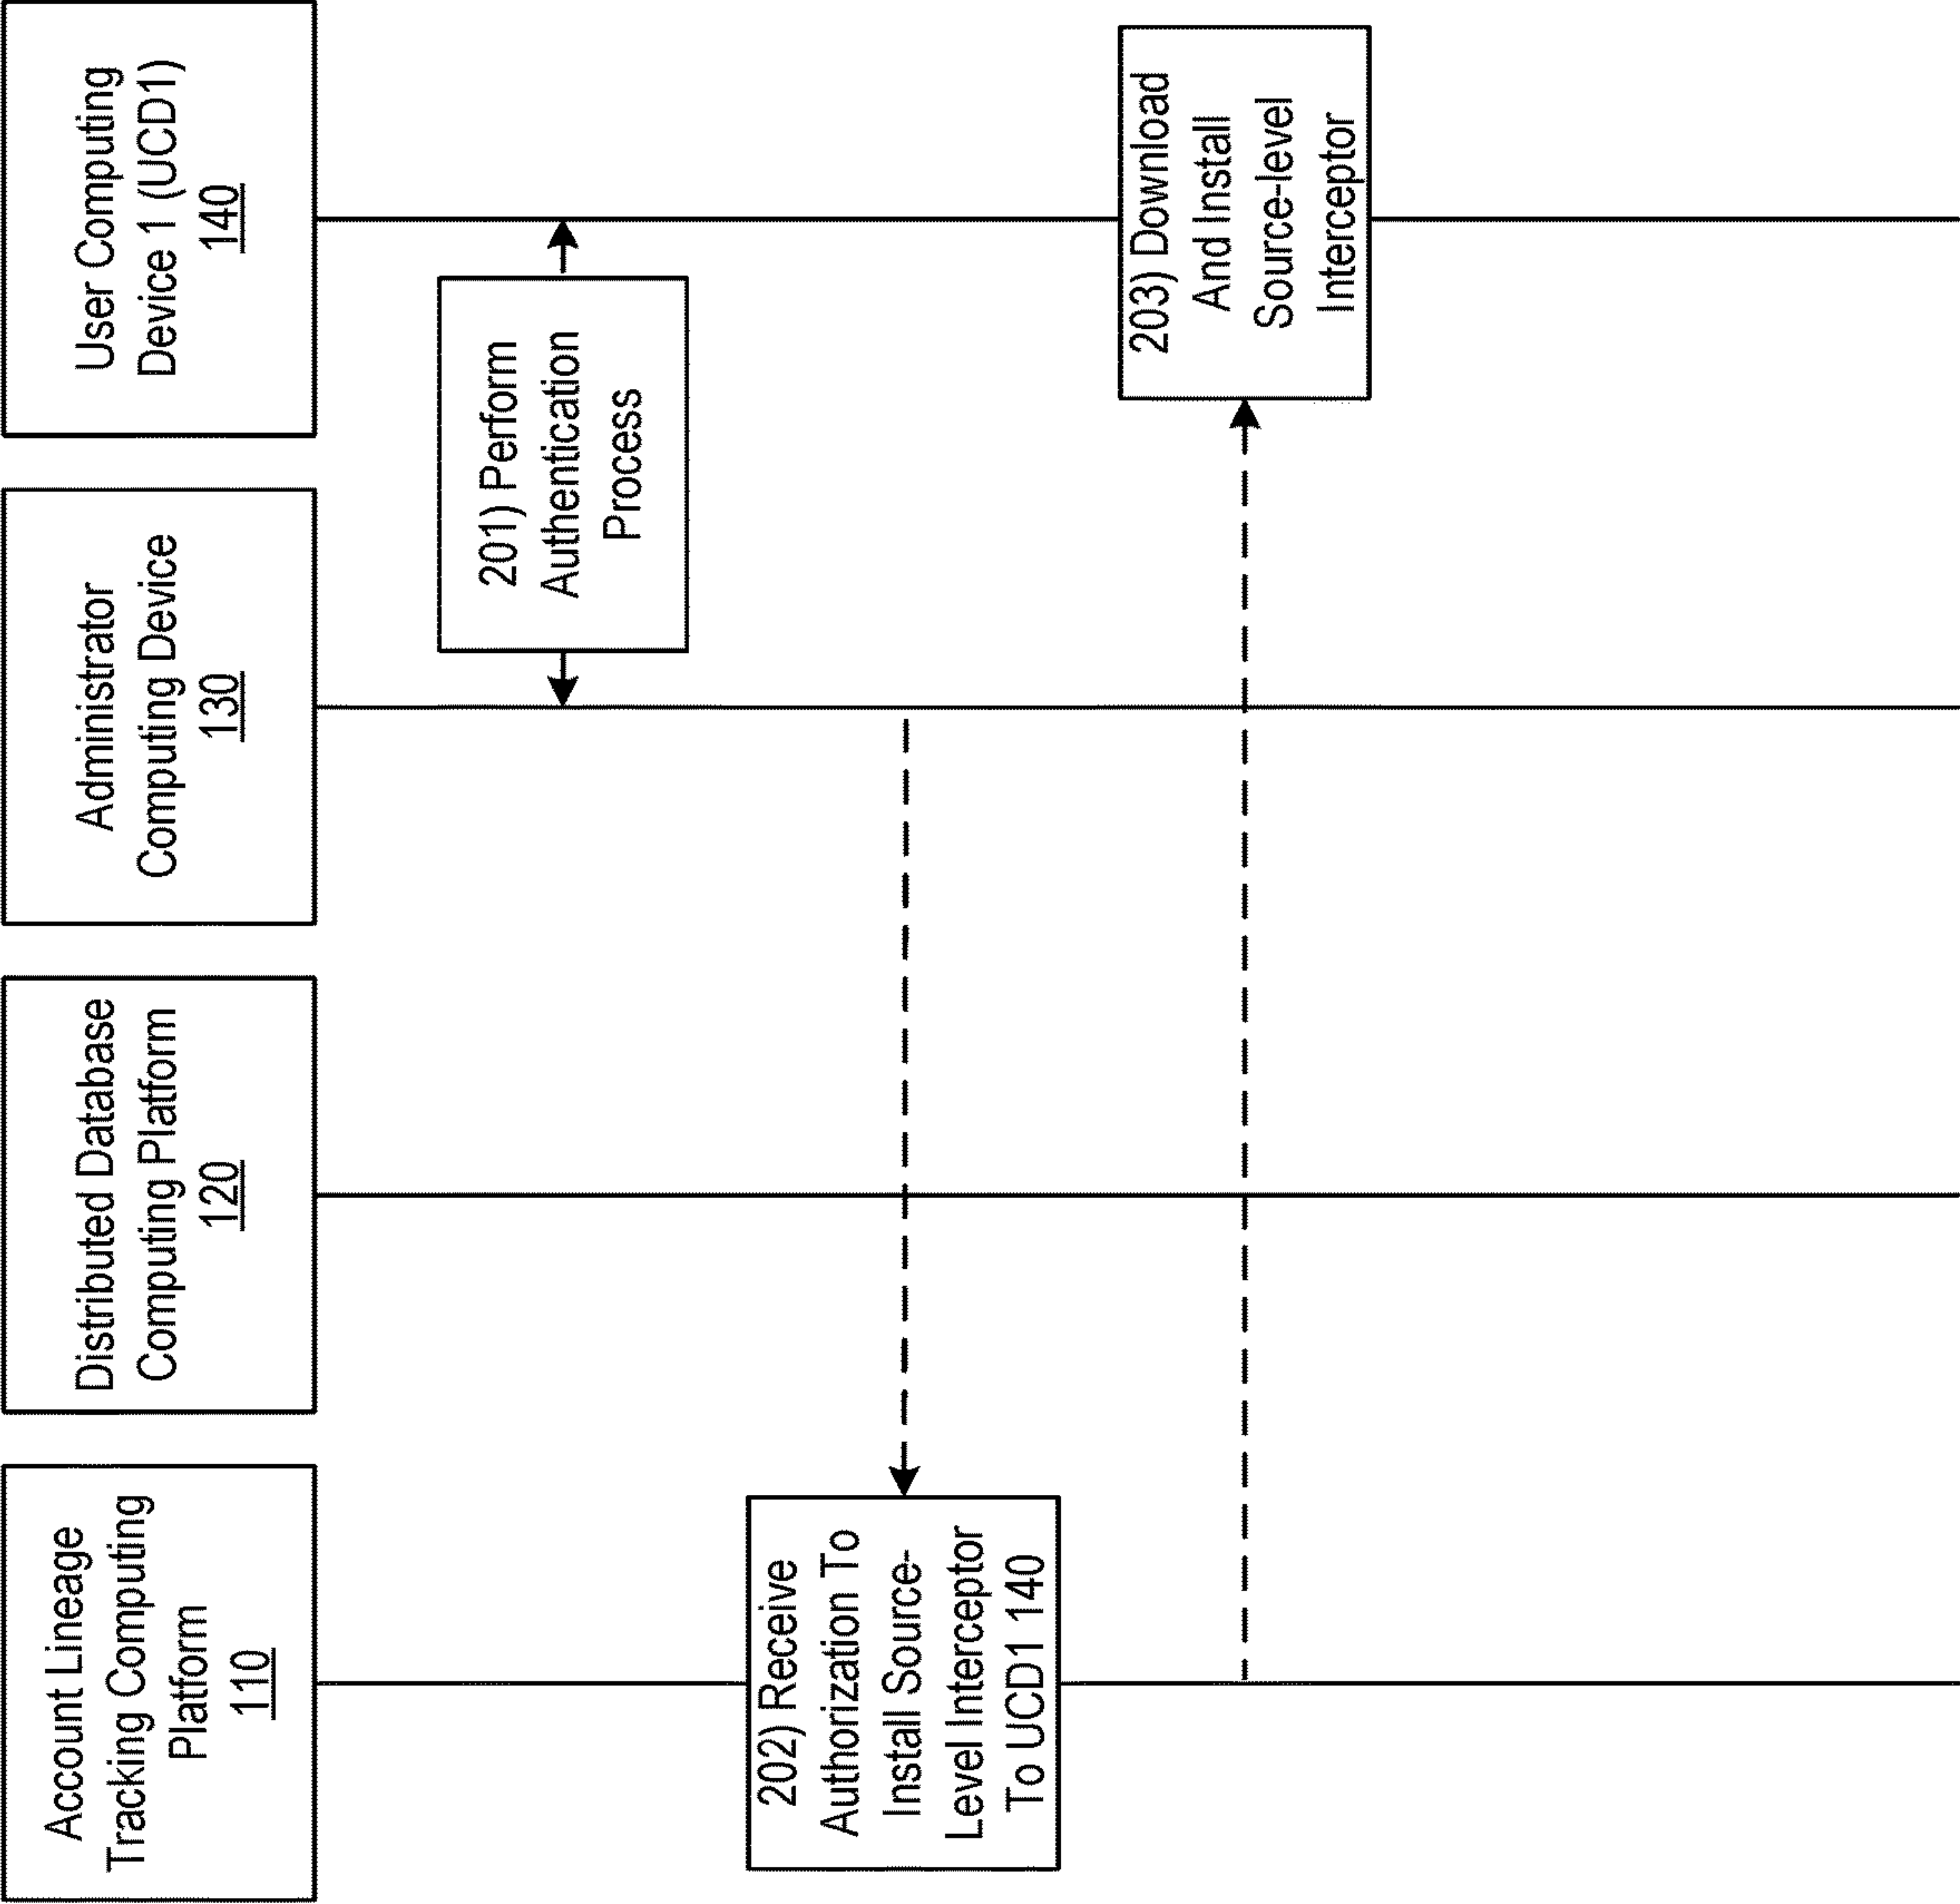 Account Lineage
Tracking Computing
Platform
110
Distributed Database
Computing Platform
120
Administrator
Computing Device
130
User Computing
Device 1 (UCD1)
140
201) Perform
Authentication
Process
202) Receive
Authorization To
Install Source-
Level Interceptor
To UCD1 140
203) Download
And Install
Source-level
Interceptor